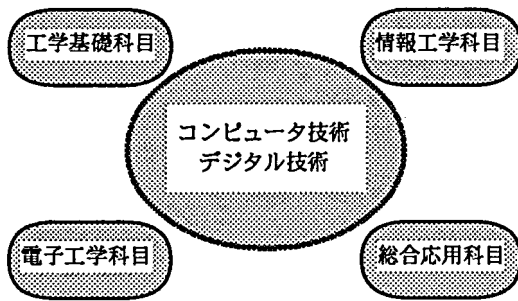 工学基礎科目
情報工学科目
コンピュータ技術
デジタル技術
電子工学科目
総合応用科目